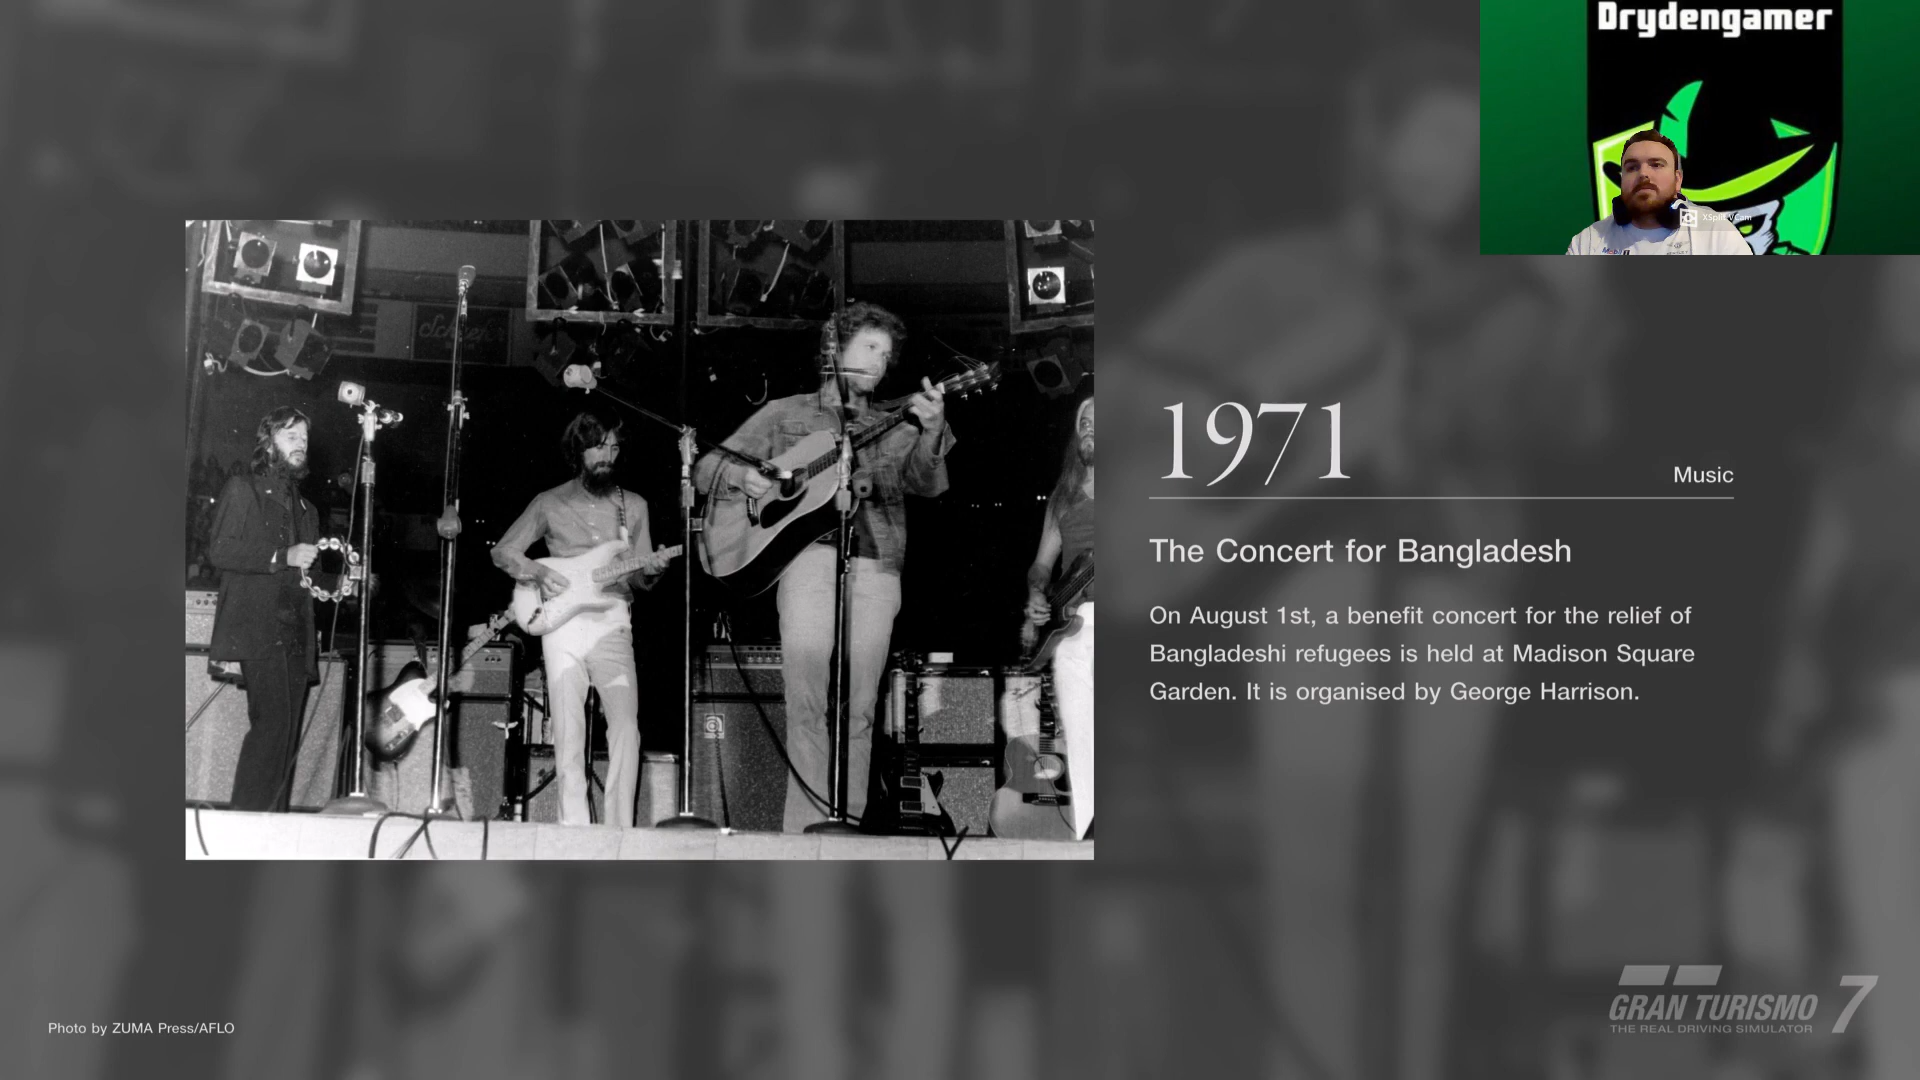 Drydengamer
XSplit VCam
1971
Music
The Concert for Bangladesh
On August 1st, a benefit concert for the relief of
Bangladeshi refugees is held at Madison Square
Garden. It is organised by George Harrison.
Photo by ZUMA Press/AFLO
GRAN TURISMO 7
THE REAL DRIVING SIMULATOR